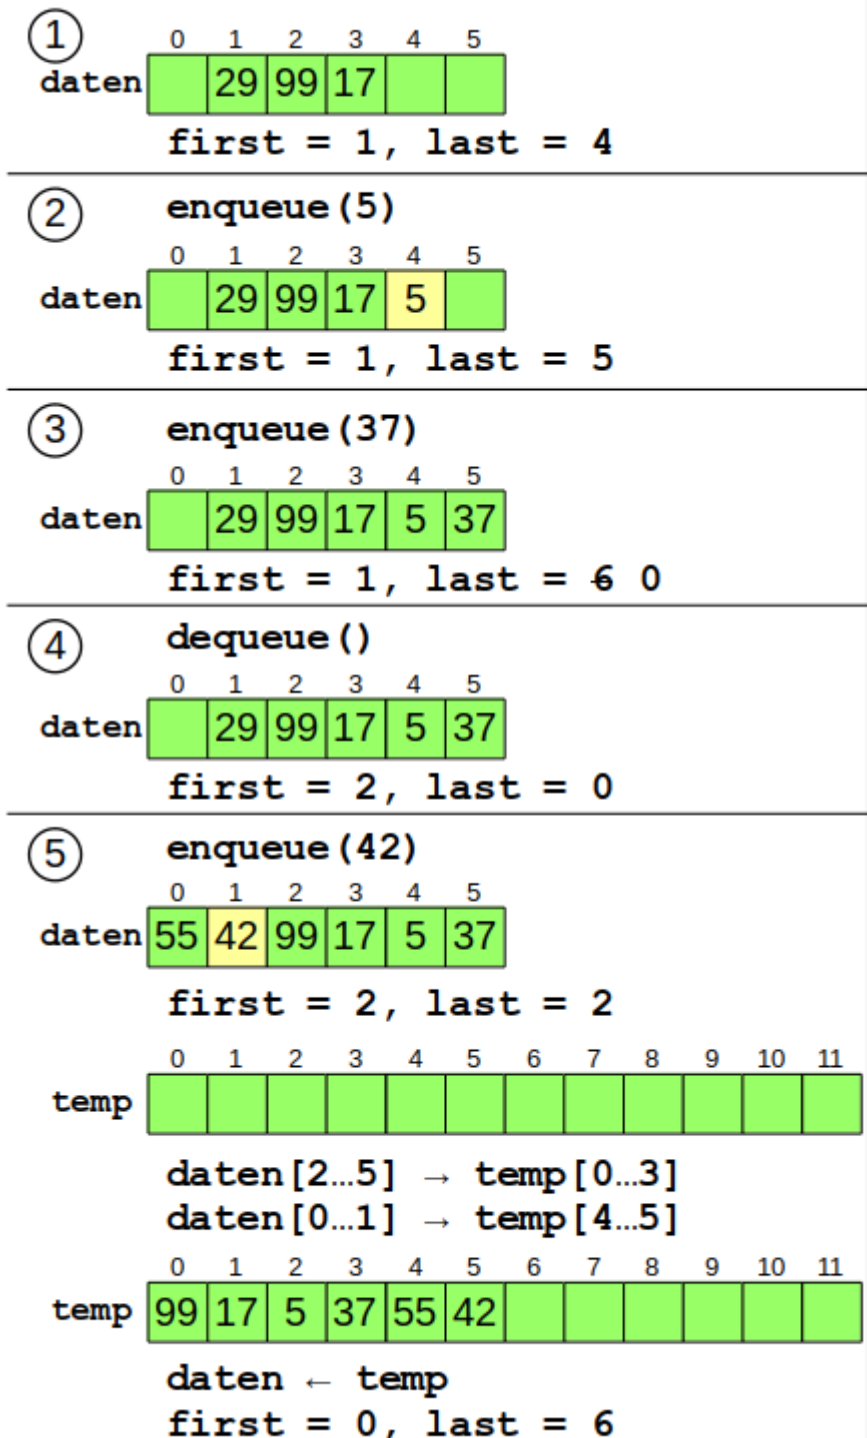 1
0 1 2 3 4 5
daten 29 99 17
first = 1, last = 4
2
enqueue(5)
0 1 2 3 4 5
daten 29 99 17 5
first = 1, last = 5
3
enqueue(37)
0 1 2 3 4 5
daten 29 99 17 5 37
first = 1, last = 6 0
4
dequeue()
0 1 2 3 4 5
daten 29 99 17 5 37
first = 2, last = 0
5
enqueue(42)
0 1 2 3 4 5
daten 55 42 99 17 5 37
first = 2, last = 2
0 1 2 3 4 5 6 7 8 9 10 11
temp
daten[2…5] → temp[0…3]
daten[0…1] → temp[4…5]
0 1 2 3 4 5 6 7 8 9 10 11
temp 99 17 5 37 55 42
daten ← temp
first = 0, last = 6